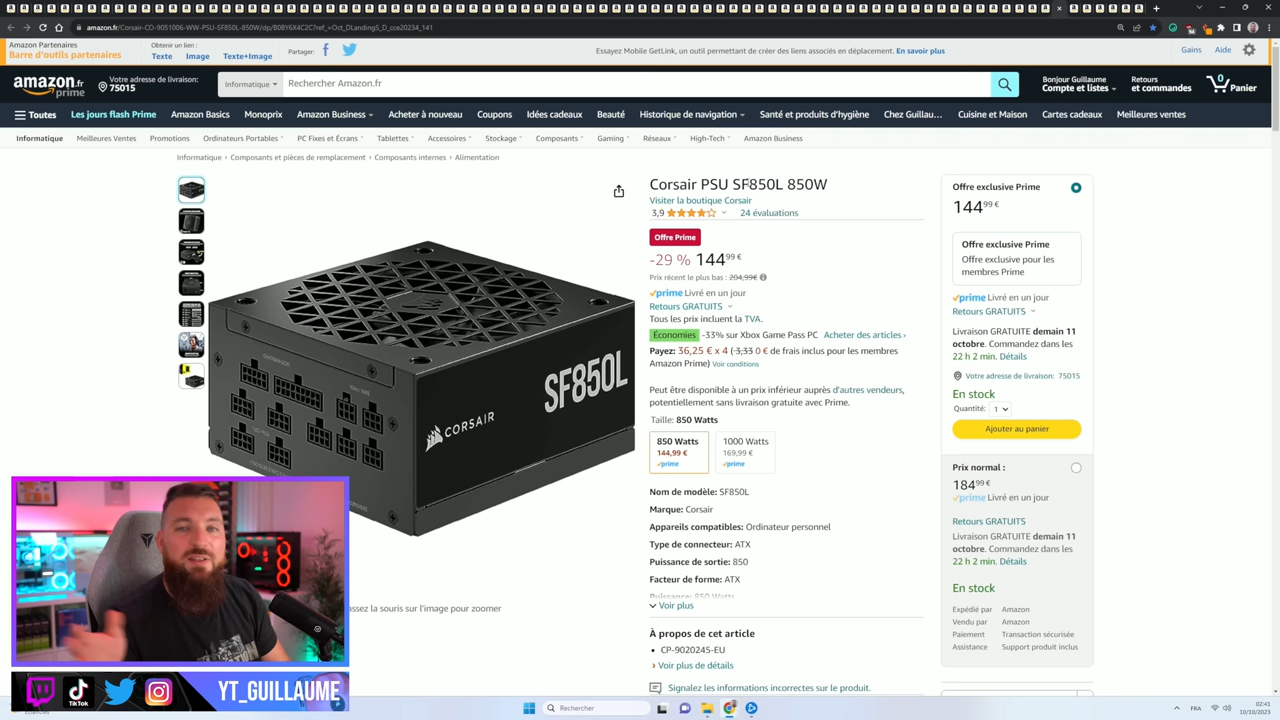 amazon.fr/Corsair-CO-9051006-WW-PSU-SF850L-850W/dp/B0BY6X4C2C?ref_=Oct_DLandingS_D_cce20234_141
Amazon Partenaires
Barre d'outils partenaires
Obtenir un lien :
Texte Image Texte+Image
Partager:
Essayez Mobile GetLink, un outil permettant de créer des liens associés en déplacement. En savoir plus
Gains Aide
amazon.fr
prime
Votre adresse de livraison:
75015
Informatique
Rechercher Amazon.fr
Bonjour Guillaume
Compte et listes
Retours
et commandes
0
Panier
Toutes Les jours flash Prime Amazon Basics Monoprix Amazon Business Acheter à nouveau Coupons Idées cadeaux Beauté Historique de navigation Santé et produits d'hygiène Chez Guillau... Cuisine et Maison Cartes cadeaux Meilleures ventes
Informatique Meilleures Ventes Promotions Ordinateurs Portables PC Fixes et Écrans Tablettes Accessoires Stockage Composants Gaming Réseaux High-Tech Amazon Business
Informatique › Composants et pièces de remplacement › Composants internes › Alimentation
Corsair PSU SF850L 850W
Visiter la boutique Corsair
3,9 24 évaluations
Offre Prime
-29 % 144,99 €
Prix récent le plus bas : 204,99€
prime Livré en un jour
Retours GRATUITS
Tous les prix incluent la TVA.
Économies -33% sur Xbox Game Pass PC Acheter des articles ›
Payez: 36,25 € x 4 ( 3,33 0 € de frais inclus pour les membres
Amazon Prime) Voir conditions
Peut être disponible à un prix inférieur auprès d'autres vendeurs,
potentiellement sans livraison gratuite avec Prime.
Taille: 850 Watts
850 Watts
144,99 €
prime
1000 Watts
169,99 €
prime
Nom de modèle: SF850L
Marque: Corsair
Appareils compatibles: Ordinateur personnel
Type de connecteur: ATX
Puissance de sortie: 850
Facteur de forme: ATX
Puissance: 850 Watts
Voir plus
À propos de cet article
• CP-9020245-EU
› Voir plus de détails
Signalez les informations incorrectes sur le produit.
SF850L
CORSAIR
assez la souris sur l'image pour zoomer
Offre exclusive Prime
144,99 €
Offre exclusive Prime
Offre exclusive pour les
membres Prime
prime Livré en un jour
Retours GRATUITS
Livraison GRATUITE demain 11
octobre. Commandez dans les
22 h 2 min. Détails
Votre adresse de livraison: 75015
En stock
Quantité: 1
Ajouter au panier
Prix normal :
184,99 €
prime Livré en un jour
Retours GRATUITS
Livraison GRATUITE demain 11
octobre. Commandez dans les
22 h 2 min. Détails
En stock
Expédié par Amazon
Vendu par Amazon
Paiement Transaction sécurisée
Assistance Support produit inclus
TikTok
YT_GUILLAUME
Éclaircies
Rechercher
FRA
02:41
10/10/2023